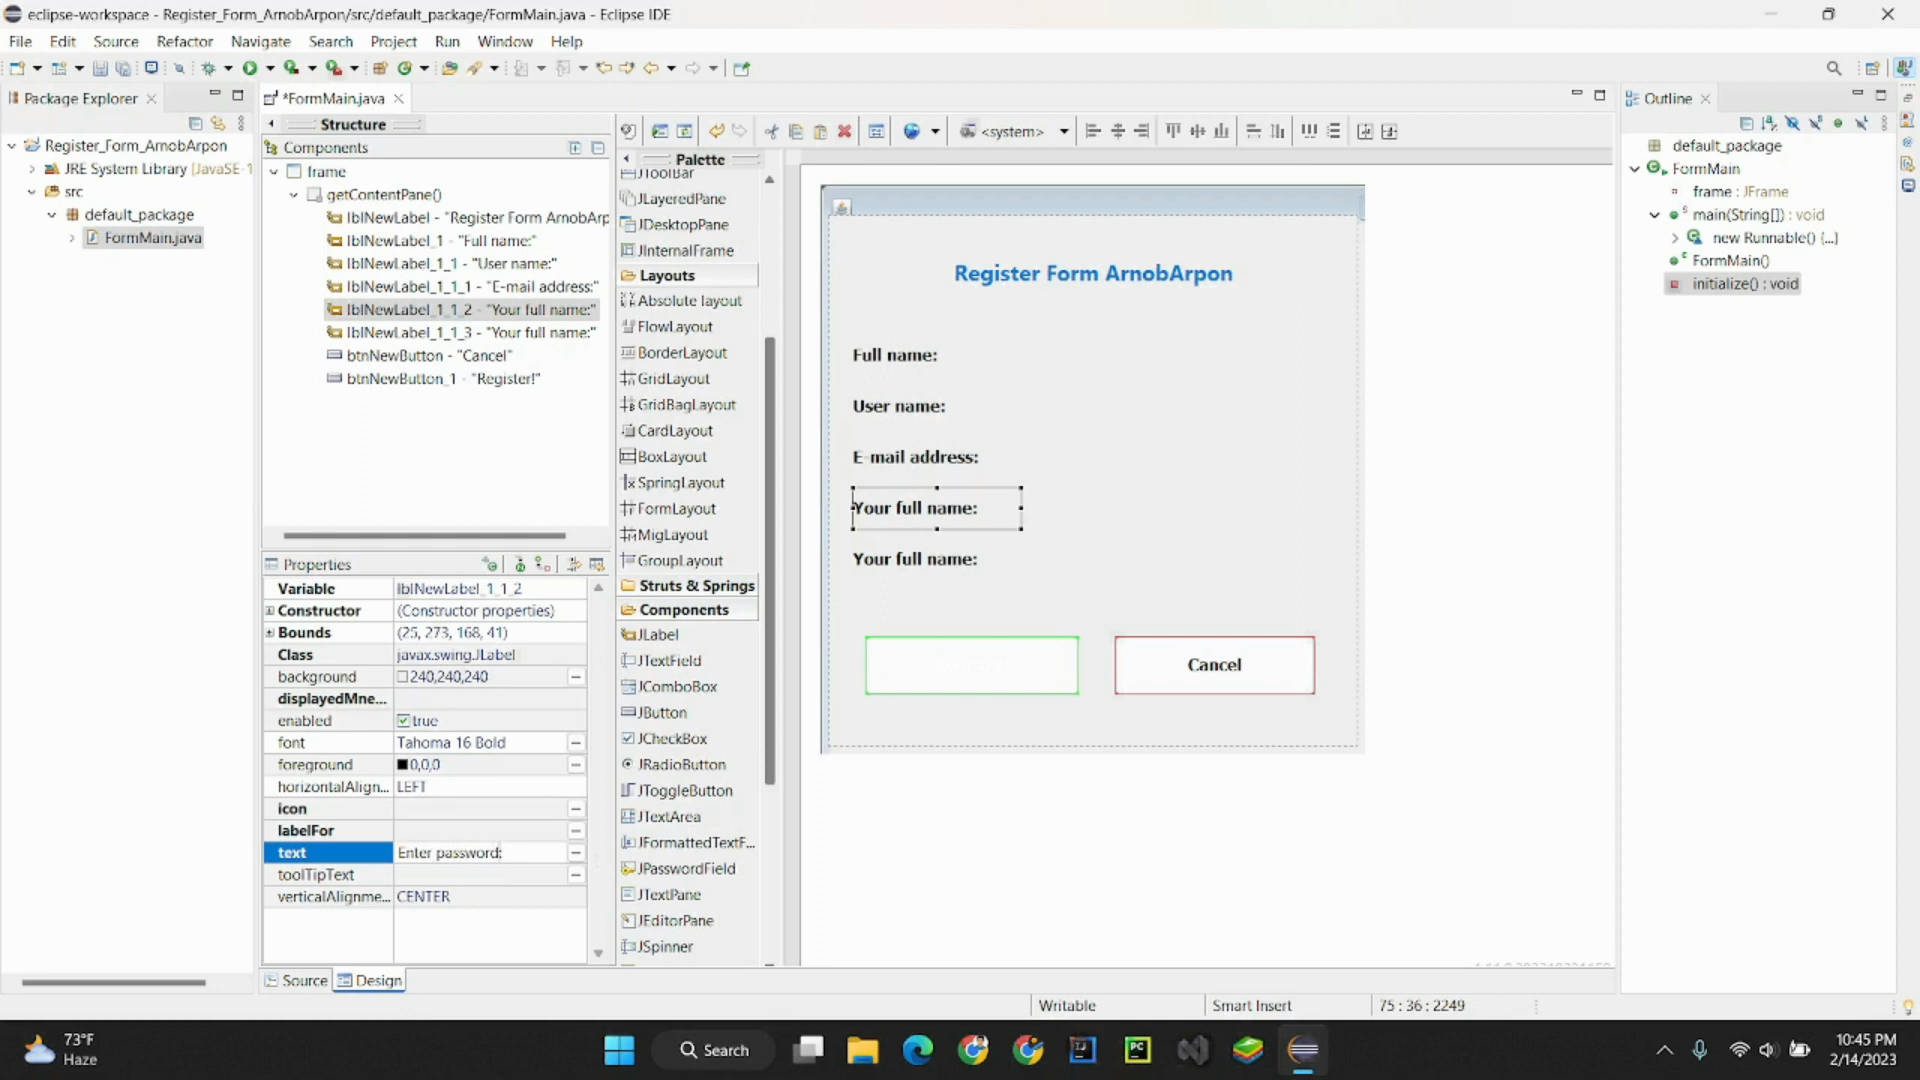 eclipse-workspace - Register_Form_ArnobArpon/src/default_package/FormMain.java - Eclipse IDE
File Edit Source Refactor Navigate Search Project Run Window Help
Package Explorer
Register_Form_ArnobArpon
JRE System Library [JavaSE-1
src
default_package
FormMain.java
*FormMain.java
Structure
Components
frame
getContentPane()
lblNewLabel - "Register Form ArnobArp
lblNewLabel_1 - "Full name:"
lblNewLabel_1_1 - "User name:"
lblNewLabel_1_1_1 - "E-mail address:"
lblNewLabel_1_1_2 - "Your full name:"
lblNewLabel_1_1_3 - "Your full name:"
btnNewButton - "Cancel"
btnNewButton_1 - "Register!"
Properties
Variable lblNewLabel_1_1_2
Constructor (Constructor properties)
Bounds (25, 273, 168, 41)
Class javax.swing.JLabel
background 240,240,240
displayedMne...
enabled true
font Tahoma 16 Bold
foreground 0,0,0
horizontalAlign... LEFT
icon
labelFor
text Enter password:
toolTipText
verticalAlignme... CENTER
Source Design
<system>
Palette
JToolBar
JLayeredPane
JDesktopPane
JInternalFrame
Layouts
Absolute layout
FlowLayout
BorderLayout
GridLayout
GridBagLayout
CardLayout
BoxLayout
SpringLayout
FormLayout
MigLayout
GroupLayout
Struts & Springs
Components
JLabel
JTextField
JComboBox
JButton
JCheckBox
JRadioButton
JToggleButton
JTextArea
JFormattedTextF...
JPasswordField
JTextPane
JEditorPane
JSpinner
Register Form ArnobArpon
Full name:
User name:
E-mail address:
Your full name:
Your full name:
Cancel
Outline
default_package
FormMain
frame : JFrame
main(String[]) : void
new Runnable() {...}
FormMain()
initialize() : void
Writable Smart Insert 75 : 36 : 2249
73°F
Haze
Search
10:45 PM
2/14/2023